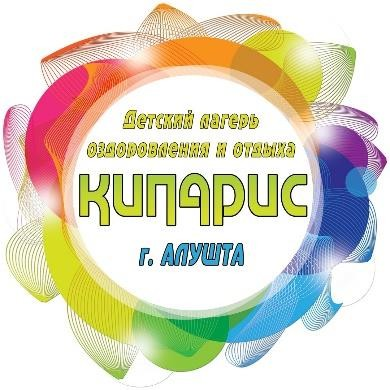 Детский лагерь
оздоровления и отдыха
КИПАРИС
г. АЛУШТА